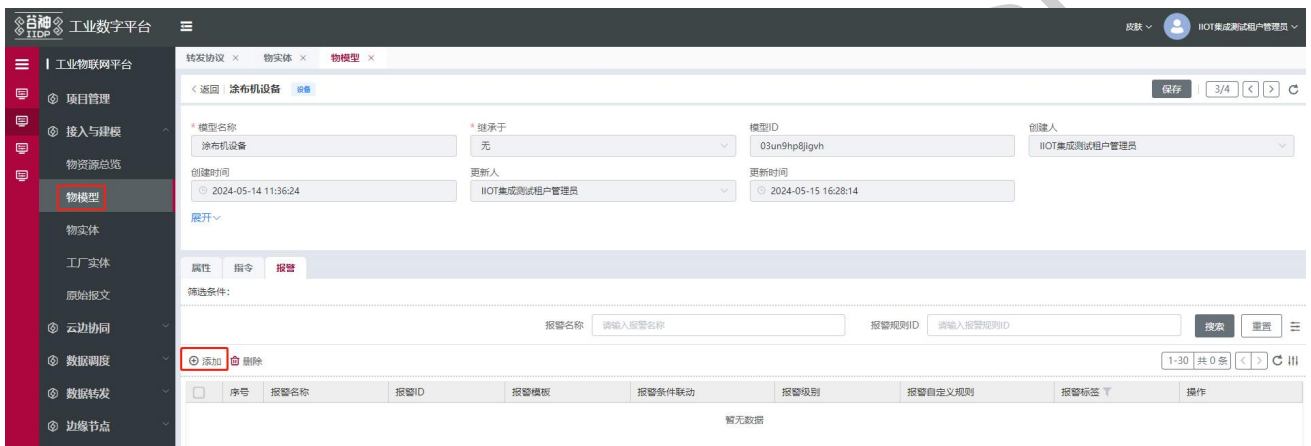 谷神 IIDP 工业数字平台 皮肤 IIOT集成测试租户管理员
工业物联网平台 转发协议 × 物实体 × 物模型 ×
项目管理 <返回 涂布机设备 设备 保存 3/4 < >
接入与建模 * 模型名称 * 继承于 模型ID 创建人
涂布机设备 无 03un9hp8jigvh IIOT集成测试租户管理员
物资源总览 创建时间 更新人 更新时间
物模型 2024-05-14 11:36:24 IIOT集成测试租户管理员 2024-05-15 16:28:14
物实体 展开
工厂实体 属性 指令 报警
原始报文 筛选条件:
云边协同 报警名称 请输入报警名称 报警规则ID 请输入报警规则ID 搜索 重置
数据调度 添加 删除 1-30 共 0 条 < >
数据转发 序号 报警名称 报警ID 报警模板 报警条件联动 报警级别 报警自定义规则 报警标签 操作
边缘节点 暂无数据